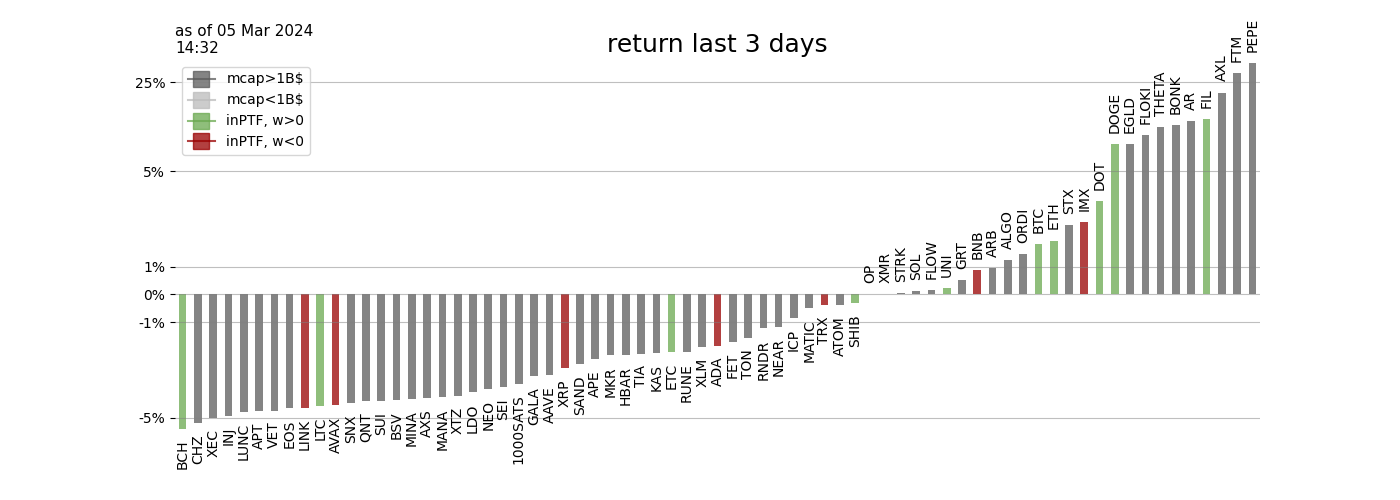 as of 05 Mar 2024
14:32
return last 3 days
mcap>1B$
mcap<1B$
inPTF, w>0
inPTF, w<0
25%
5%
1%
0%
-1%
-5%
BCH
CHZ
XEC
INJ
LUNC
APT
VET
EOS
LINK
LTC
AVAX
SNX
QNT
SUI
BSV
MINA
AXS
MANA
XTZ
LDO
NEO
SEI
1000SATS
GALA
AAVE
XRP
SAND
APE
MKR
HBAR
TIA
KAS
ETC
RUNE
XLM
ADA
FET
TON
RNDR
NEAR
ICP
MATIC
TRX
ATOM
SHIB
OP
XMR
STRK
SOL
FLOW
UNI
GRT
BNB
ARB
ALGO
ORDI
BTC
ETH
STX
IMX
DOT
DOGE
EGLD
FLOKI
THETA
BONK
AR
FIL
AXL
FTM
PEPE